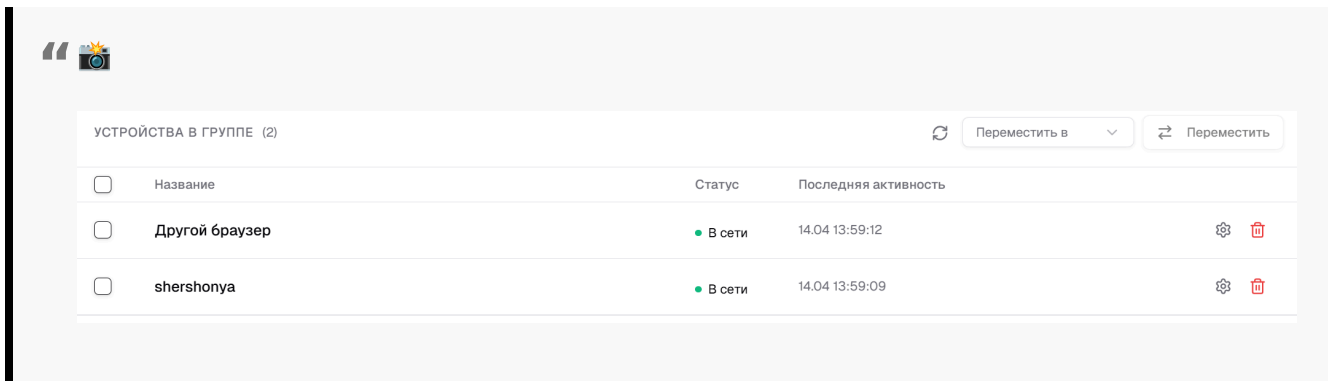 “ 📸
УСТРОЙСТВА В ГРУППЕ (2) Переместить в Переместить
Название Статус Последняя активность
Другой браузер В сети 14.04 13:59:12
shershonya В сети 14.04 13:59:09